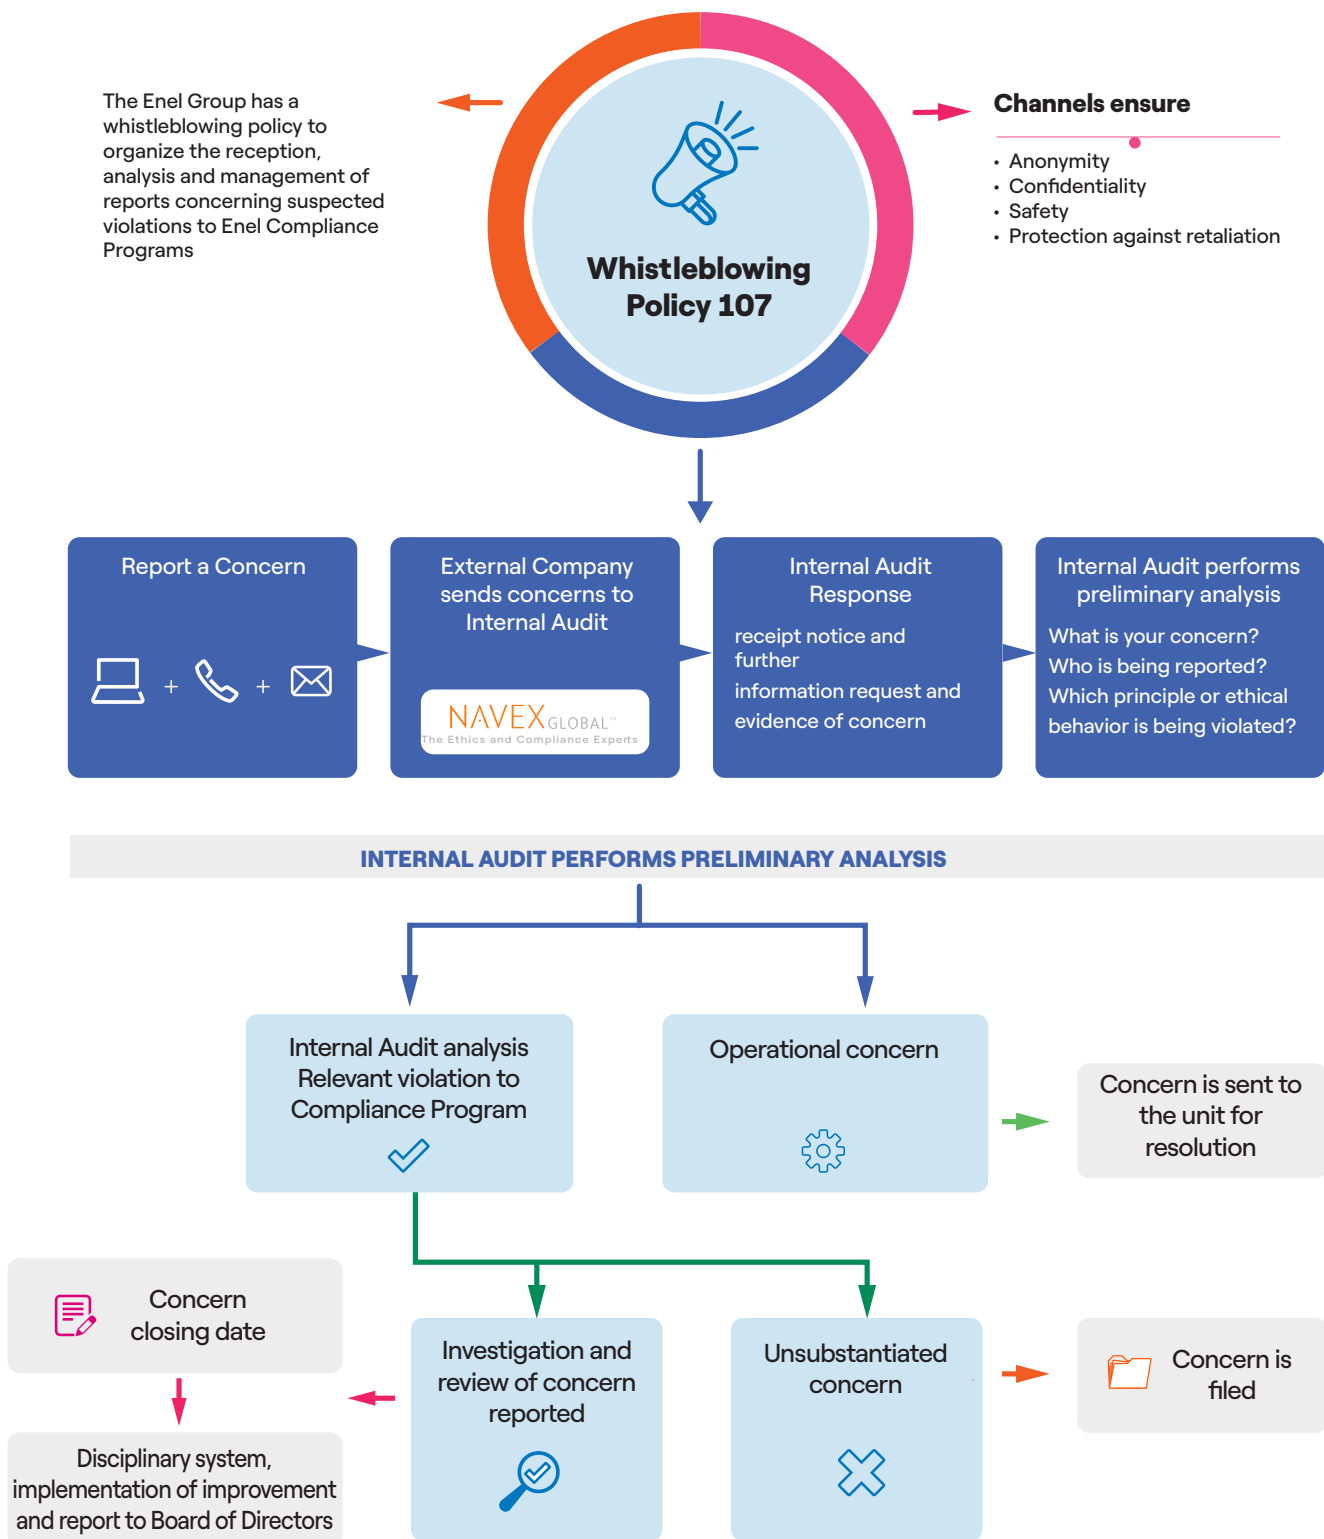 The Enel Group has a
whistleblowing policy to
organize the reception,
analysis and management of
reports concerning suspected
violations to Enel Compliance
Programs
Whistleblowing
Policy 107
Channels ensure
• Anonymity
• Confidentiality
• Safety
• Protection against retaliation
Report a Concern
+ +
External Company
sends concerns to
Internal Audit
NAVEX GLOBAL™
The Ethics and Compliance Experts
Internal Audit
Response
receipt notice and
further
information request and
evidence of concern
Internal Audit performs
preliminary analysis
What is your concern?
Who is being reported?
Which principle or ethical
behavior is being violated?
INTERNAL AUDIT PERFORMS PRELIMINARY ANALYSIS
Internal Audit analysis
Relevant violation to
Compliance Program
Operational concern
Concern is sent to
the unit for
resolution
Concern
closing date
Investigation and
review of concern
reported
Unsubstantiated
concern
Concern is
filed
Disciplinary system,
implementation of improvement
and report to Board of Directors